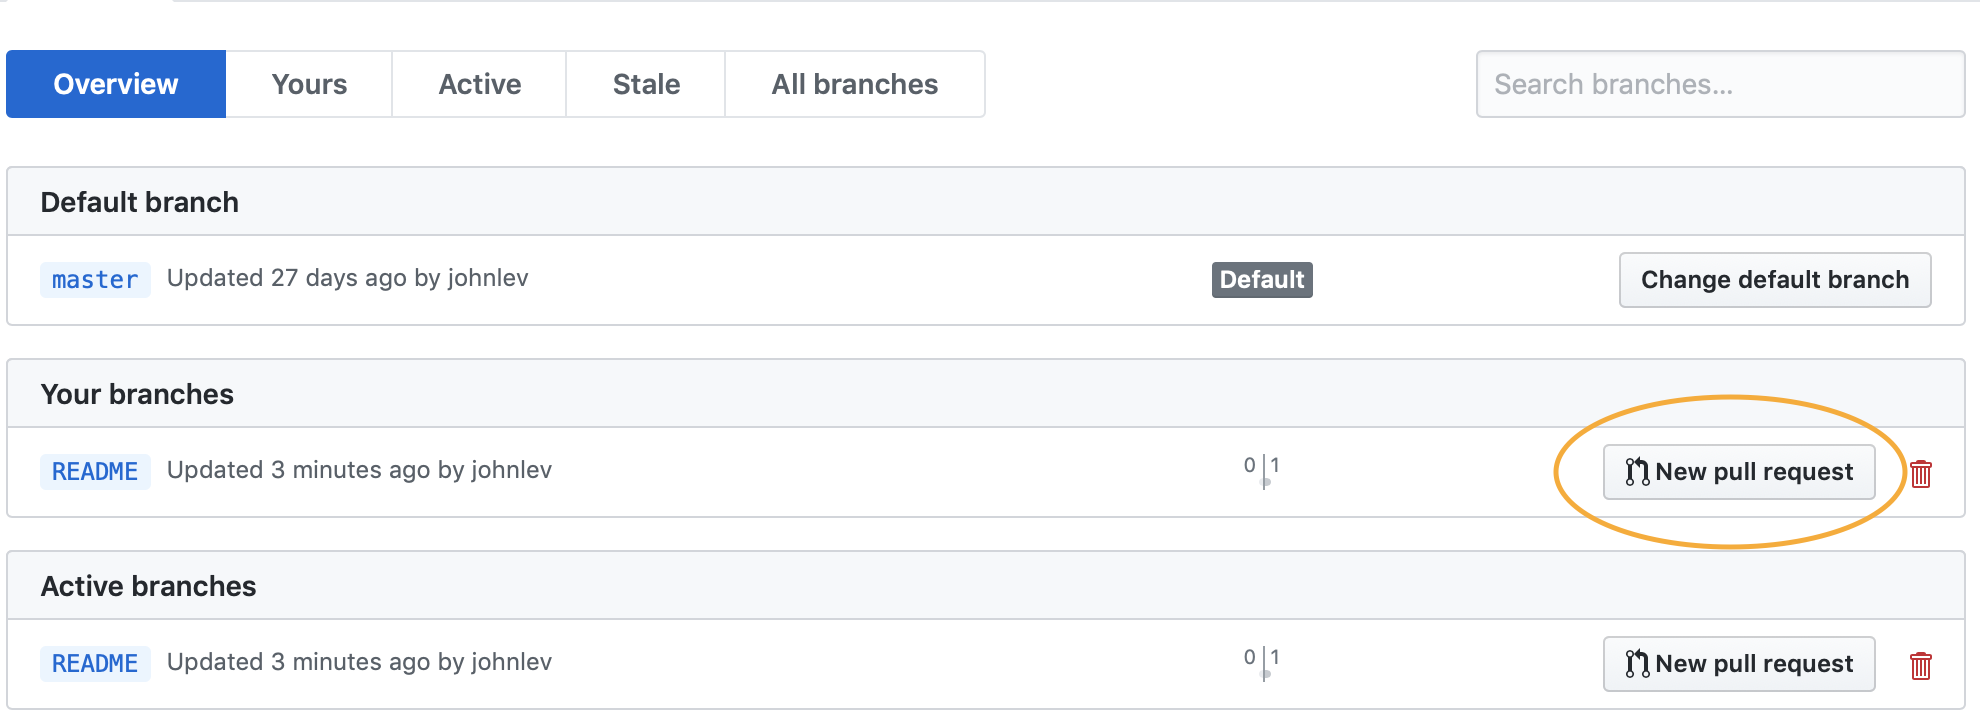 Overview Yours Active Stale All branches Search branches...
Default branch
master Updated 27 days ago by johnlev Default Change default branch
Your branches
README Updated 3 minutes ago by johnlev 0 1 New pull request
Active branches
README Updated 3 minutes ago by johnlev 0 1 New pull request